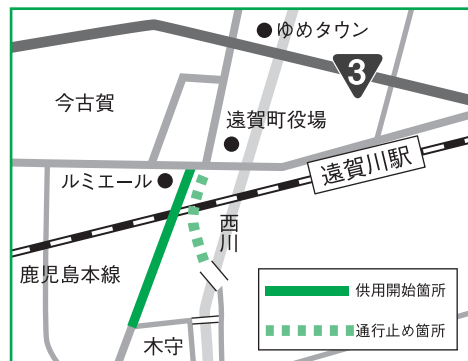 ゆめタウン
3
今古賀
遠賀町役場
遠賀川駅
ルミエール
西川
鹿児島本線
供用開始箇所
通行止め箇所
木守